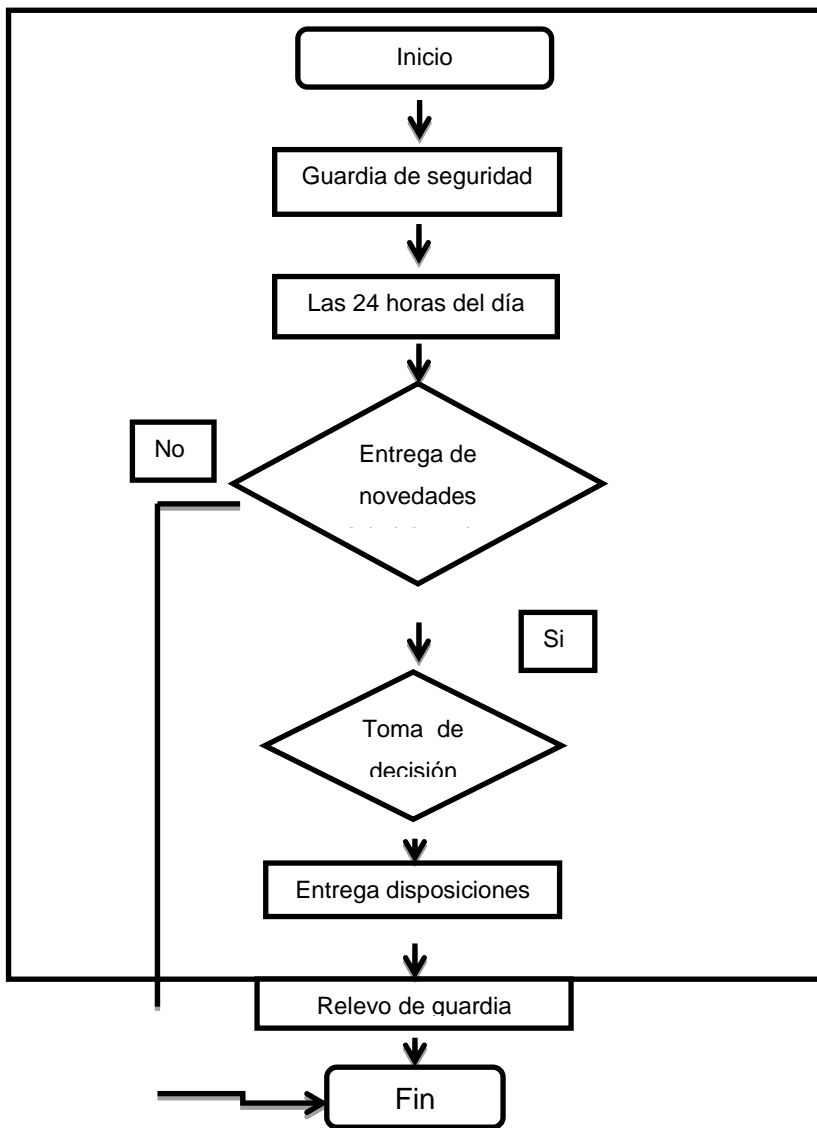 Inicio
Guardia de seguridad
Las 24 horas del día
No
Entrega de
novedades
Si
Toma de
decisión
Entrega disposiciones
Relevo de guardia
Fin